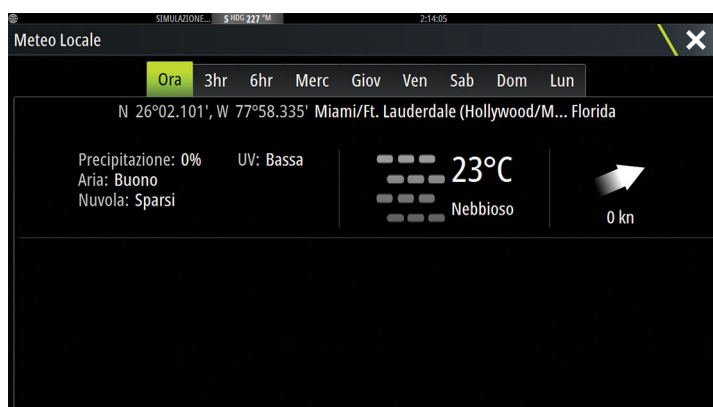 SIMULAZIONE... S HDG 227 °M 2:14:05
Meteo Locale
Ora 3hr 6hr Merc Giov Ven Sab Dom Lun
N 26°02.101', W 77°58.335' Miami/Ft. Lauderdale (Hollywood/M... Florida
Precipitazione: 0% UV: Bassa
Aria: Buono
Nuvola: Sparsi
23°C
Nebbioso
0 kn